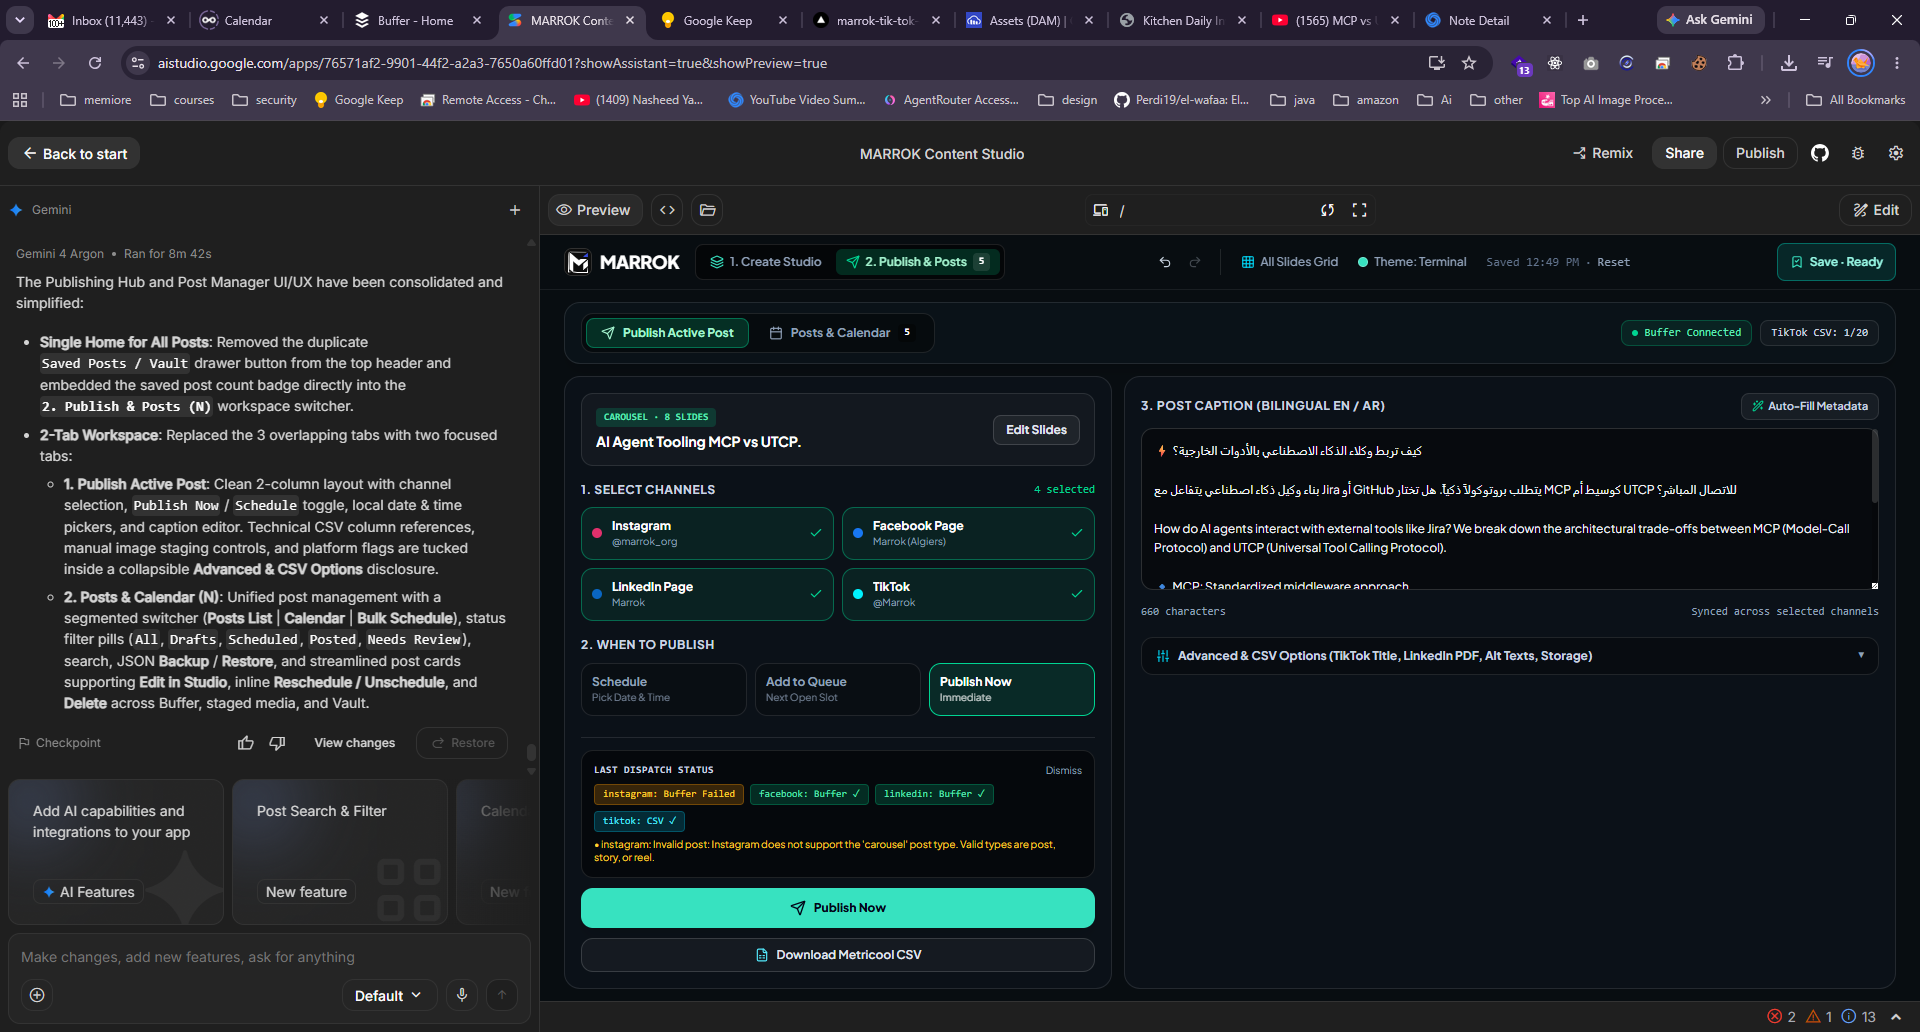 Inbox (11,443)
Calendar
Buffer - Home
MARROK Conte
Google Keep
marrok-tik-tok-
Assets (DAM) |
Kitchen Daily In
(1565) MCP vs
Note Detail
Ask Gemini
aistudio.google.com/apps/76571af2-9901-44f2-a2a3-7650a60ffd01?showAssistant=true&showPreview=true
13
memiore
courses
security
Google Keep
Remote Access - Ch...
(1409) Nasheed Ya...
YouTube Video Sum...
AgentRouter Access...
design
Perdi19/el-wafaa: El...
java
amazon
Ai
other
Top AI Image Proce...
All Bookmarks
Back to start
MARROK Content Studio
Remix
Share
Publish
Gemini
Preview
/
Edit
Gemini 4 Argon • Ran for 8m 42s
The Publishing Hub and Post Manager UI/UX have been consolidated and
simplified:
• Single Home for All Posts: Removed the duplicate
Saved Posts / Vault drawer button from the top header and
embedded the saved post count badge directly into the
2. Publish & Posts (N) workspace switcher.
• 2-Tab Workspace: Replaced the 3 overlapping tabs with two focused
tabs:
1. Publish Active Post: Clean 2-column layout with channel
selection, Publish Now / Schedule toggle, local date & time
pickers, and caption editor. Technical CSV column references,
manual image staging controls, and platform flags are tucked
inside a collapsible Advanced & CSV Options disclosure.
2. Posts & Calendar (N): Unified post management with a
segmented switcher (Posts List | Calendar | Bulk Schedule), status
filter pills (All, Drafts, Scheduled, Posted, Needs Review),
search, JSON Backup / Restore, and streamlined post cards
supporting Edit in Studio, inline Reschedule / Unschedule, and
Delete across Buffer, staged media, and Vault.
Checkpoint
View changes
Restore
Add AI capabilities and
integrations to your app
AI Features
Post Search & Filter
New feature
Calend
New
Make changes, add new features, ask for anything
Default
MARROK
1. Create Studio
2. Publish & Posts 5
All Slides Grid
Theme: Terminal
Saved 12:49 PM · Reset
Save · Ready
Publish Active Post
Posts & Calendar 5
Buffer Connected
TikTok CSV: 1/20
CAROUSEL · 8 SLIDES
AI Agent Tooling MCP vs UTCP.
Edit Slides
1. SELECT CHANNELS
4 selected
Instagram
@marrok_org
Facebook Page
Marrok (Algiers)
LinkedIn Page
Marrok
TikTok
@Marrok
2. WHEN TO PUBLISH
Schedule
Pick Date & Time
Add to Queue
Next Open Slot
Publish Now
Immediate
LAST DISPATCH STATUS
Dismiss
instagram: Buffer Failed
facebook: Buffer ✓
linkedin: Buffer ✓
tiktok: CSV ✓
• instagram: Invalid post: Instagram does not support the 'carousel' post type. Valid types are post,
story, or reel.
Publish Now
Download Metricool CSV
3. POST CAPTION (BILINGUAL EN / AR)
Auto-Fill Metadata
⚡ كيف تربط وكلاء الذكاء الاصطناعي بالأدوات الخارجية؟
بناء وكيل ذكاء اصطناعي يتفاعل مع Jira أو GitHub يتطلب بروتوكولاً ذكياً. هل تختار MCP كوسيط أم UTCP للاتصال المباشر؟
How do AI agents interact with external tools like Jira? We break down the architectural trade-offs between MCP (Model-Call
Protocol) and UTCP (Universal Tool Calling Protocol).
MCP: Standardized middleware approach
660 characters
Synced across selected channels
Advanced & CSV Options (TikTok Title, LinkedIn PDF, Alt Texts, Storage)
2
1
13